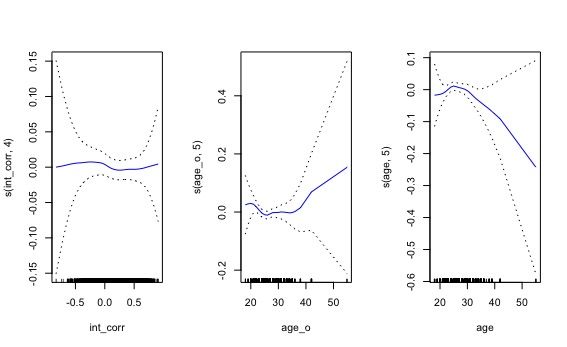 s(int_corr, 4)
0.15
0.10
0.05
0.00
-0.05
-0.10
-0.15
-0.5 0.0 0.5
int_corr
s(age_o, 5)
0.4
0.2
0.0
-0.2
20 30 40 50
age_o
s(age, 5)
0.1
0.0
-0.1
-0.2
-0.3
-0.4
-0.5
-0.6
20 30 40 50
age